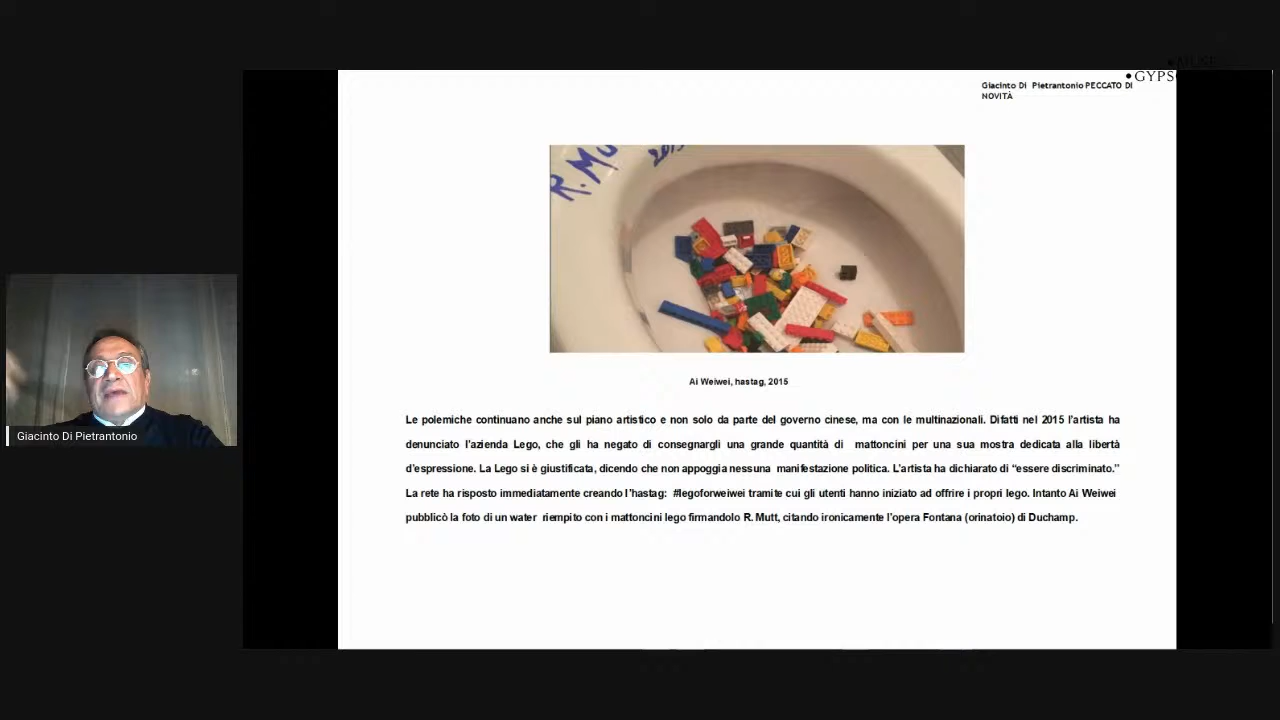 GYPS
Giacinto Di Pietrantonio PECCATO DI
NOVITÀ
R. Mu
2015
Ai Weiwei, hastag, 2015
Le polemiche continuano anche sul piano artistico e non solo da parte del governo cinese, ma con le multinazionali. Difatti nel 2015 l'artista ha
denunciato l'azienda Lego, che gli ha negato di consegnargli una grande quantità di mattoncini per una sua mostra dedicata alla libertà
d'espressione. La Lego si è giustificata, dicendo che non appoggia nessuna manifestazione politica. L'artista ha dichiarato di “essere discriminato.”
La rete ha risposto immediatamente creando l'hastag: #legoforweiwei tramite cui gli utenti hanno iniziato ad offrire i propri lego. Intanto Ai Weiwei
pubblicò la foto di un water riempito con i mattoncini lego firmandolo R. Mutt, citando ironicamente l'opera Fontana (orinatoio) di Duchamp.
Giacinto Di Pietrantonio